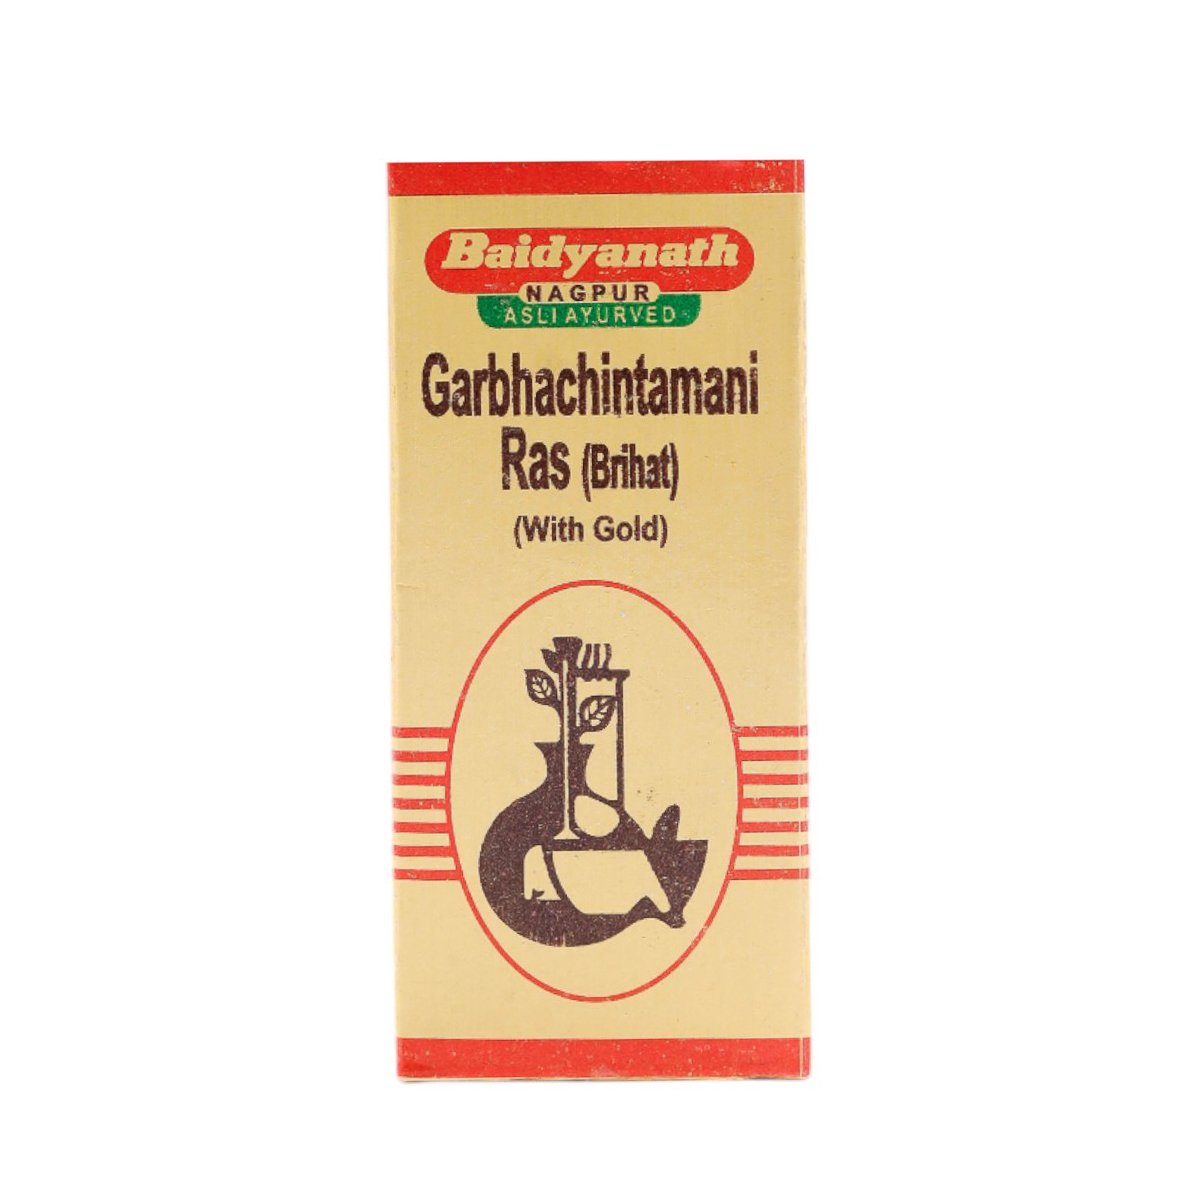 Baidyanath
NAGPUR
ASLI AYURVED
Garbhachintamani
Ras (Brihat)
(With Gold)